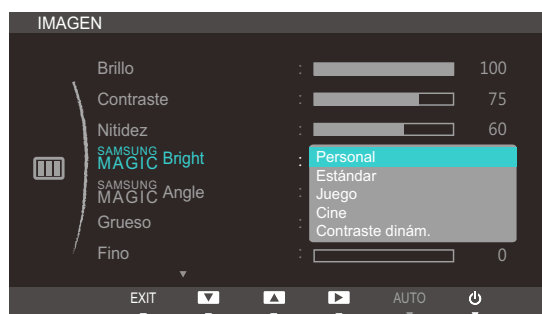 IMAGEN
Brillo : 100
Contraste : 75
Nitidez : 60
SAMSUNG MAGIC Bright :
Personal
Estándar
Juego
Cine
Contraste dinám.
SAMSUNG MAGIC Angle :
Grueso :
Fino : 0
EXIT AUTO